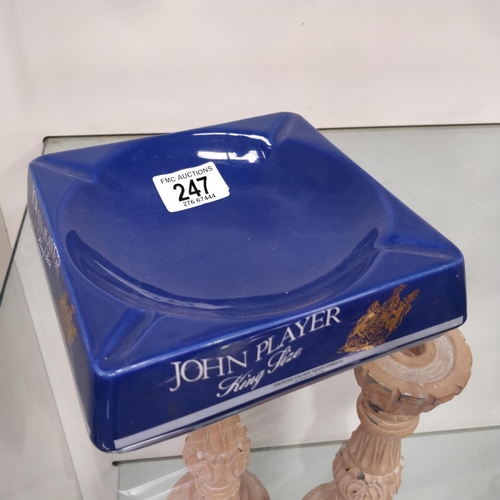 FMC AUCTIONS
247
276 67444
JOHN PLAYER
King Size